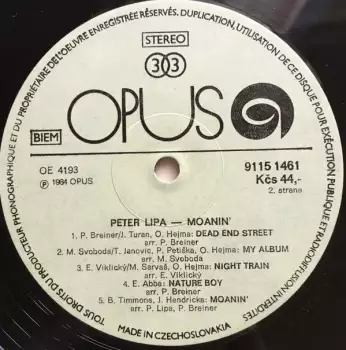 TOUS DROITS DU PRODUCTEUR PHONOGRAPHIQUE ET DU PROPRIÉTAIRE DE L'OEUVRE ENREGISTRÉE RÉSERVÉS. DUPLICATION, UTILISATION DE CE DISQUE POUR EXÉCUTION PUBLIQUE ET RADIODIFFUSION INTERDITES
STEREO
33
OPUS
BIEM
OE 4193
℗ 1984 OPUS
9115 1461
Kčs 44,-
2. strana
PETER LIPA — MOANIN'
1. P. Breiner/J. Turan, O. Hejma: DEAD END STREET
arr. P. Breiner
2. M. Svoboda/T. Janovic, P. Petiška, O. Hejma: MY ALBUM
arr. M. Svoboda
3. E. Viklický/M. Sarvaš, O. Hejma: NIGHT TRAIN
arr. E. Viklický
4. E. Abba: NATURE BOY
arr. P. Breiner
5. B. Timmons, J. Hendricka: MOANIN'
arr. P. Lipa, P. Breiner
MADE IN CZECHOSLOVAKIA